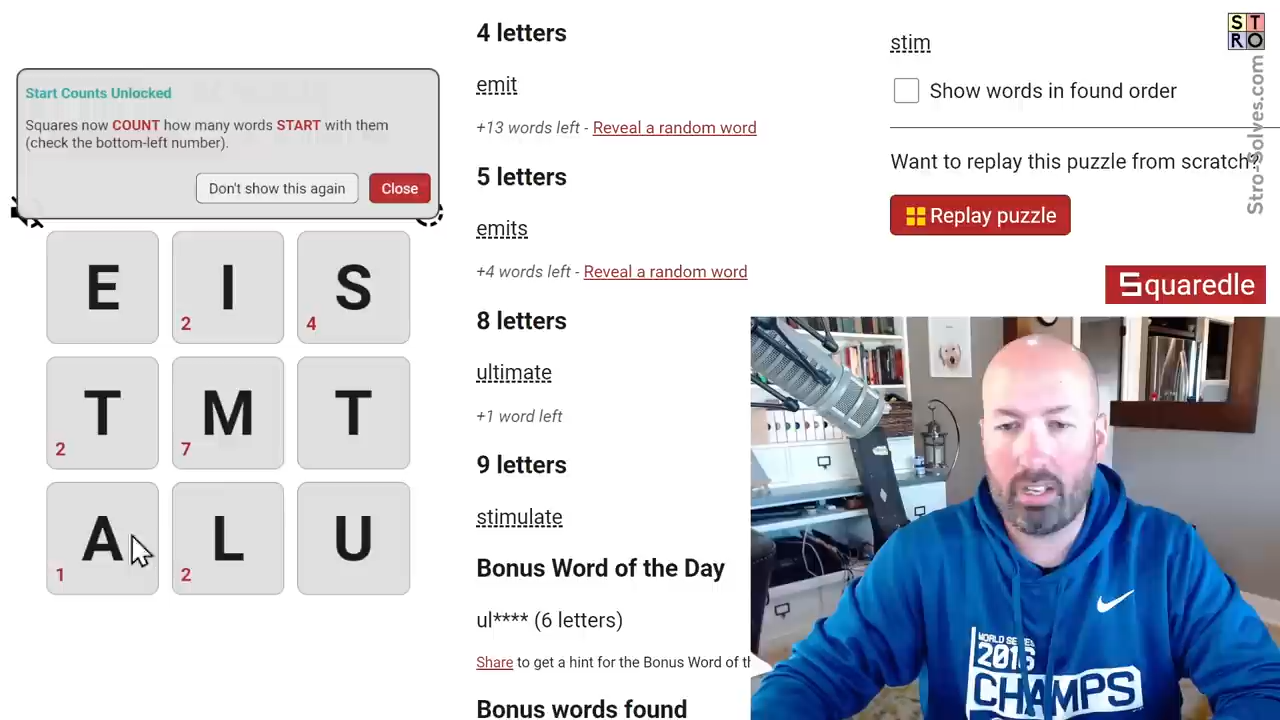 Start Counts Unlocked
Squares now COUNT how many words START with them
(check the bottom-left number).
Don't show this again
Close
E
I
2
S
4
T
2
M
7
T
A
1
L
2
U
4 letters
emit
+13 words left - Reveal a random word
5 letters
emits
+4 words left - Reveal a random word
8 letters
ultimate
+1 word left
9 letters
stimulate
Bonus Word of the Day
ul**** (6 letters)
Share to get a hint for the Bonus Word of th
Bonus words found
stim
Show words in found order
Want to replay this puzzle from scratch?
Replay puzzle
Squaredle
ST
RO
Stro-Solves.com
WORLD SERIES
2016
CHAMPS